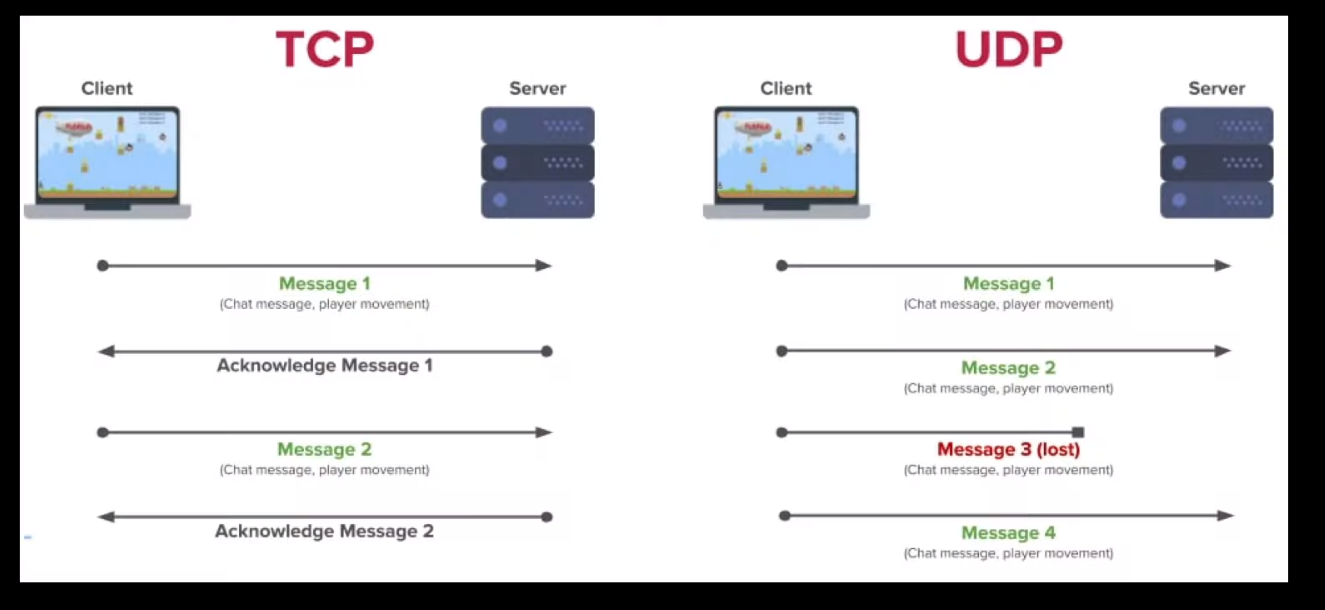 TCP
Client
Server
Message 1
(Chat message, player movement)
Acknowledge Message 1
Message 2
(Chat message, player movement)
Acknowledge Message 2
UDP
Client
Server
Message 1
(Chat message, player movement)
Message 2
(Chat message, player movement)
Message 3 (lost)
(Chat message, player movement)
Message 4
(Chat message, player movement)